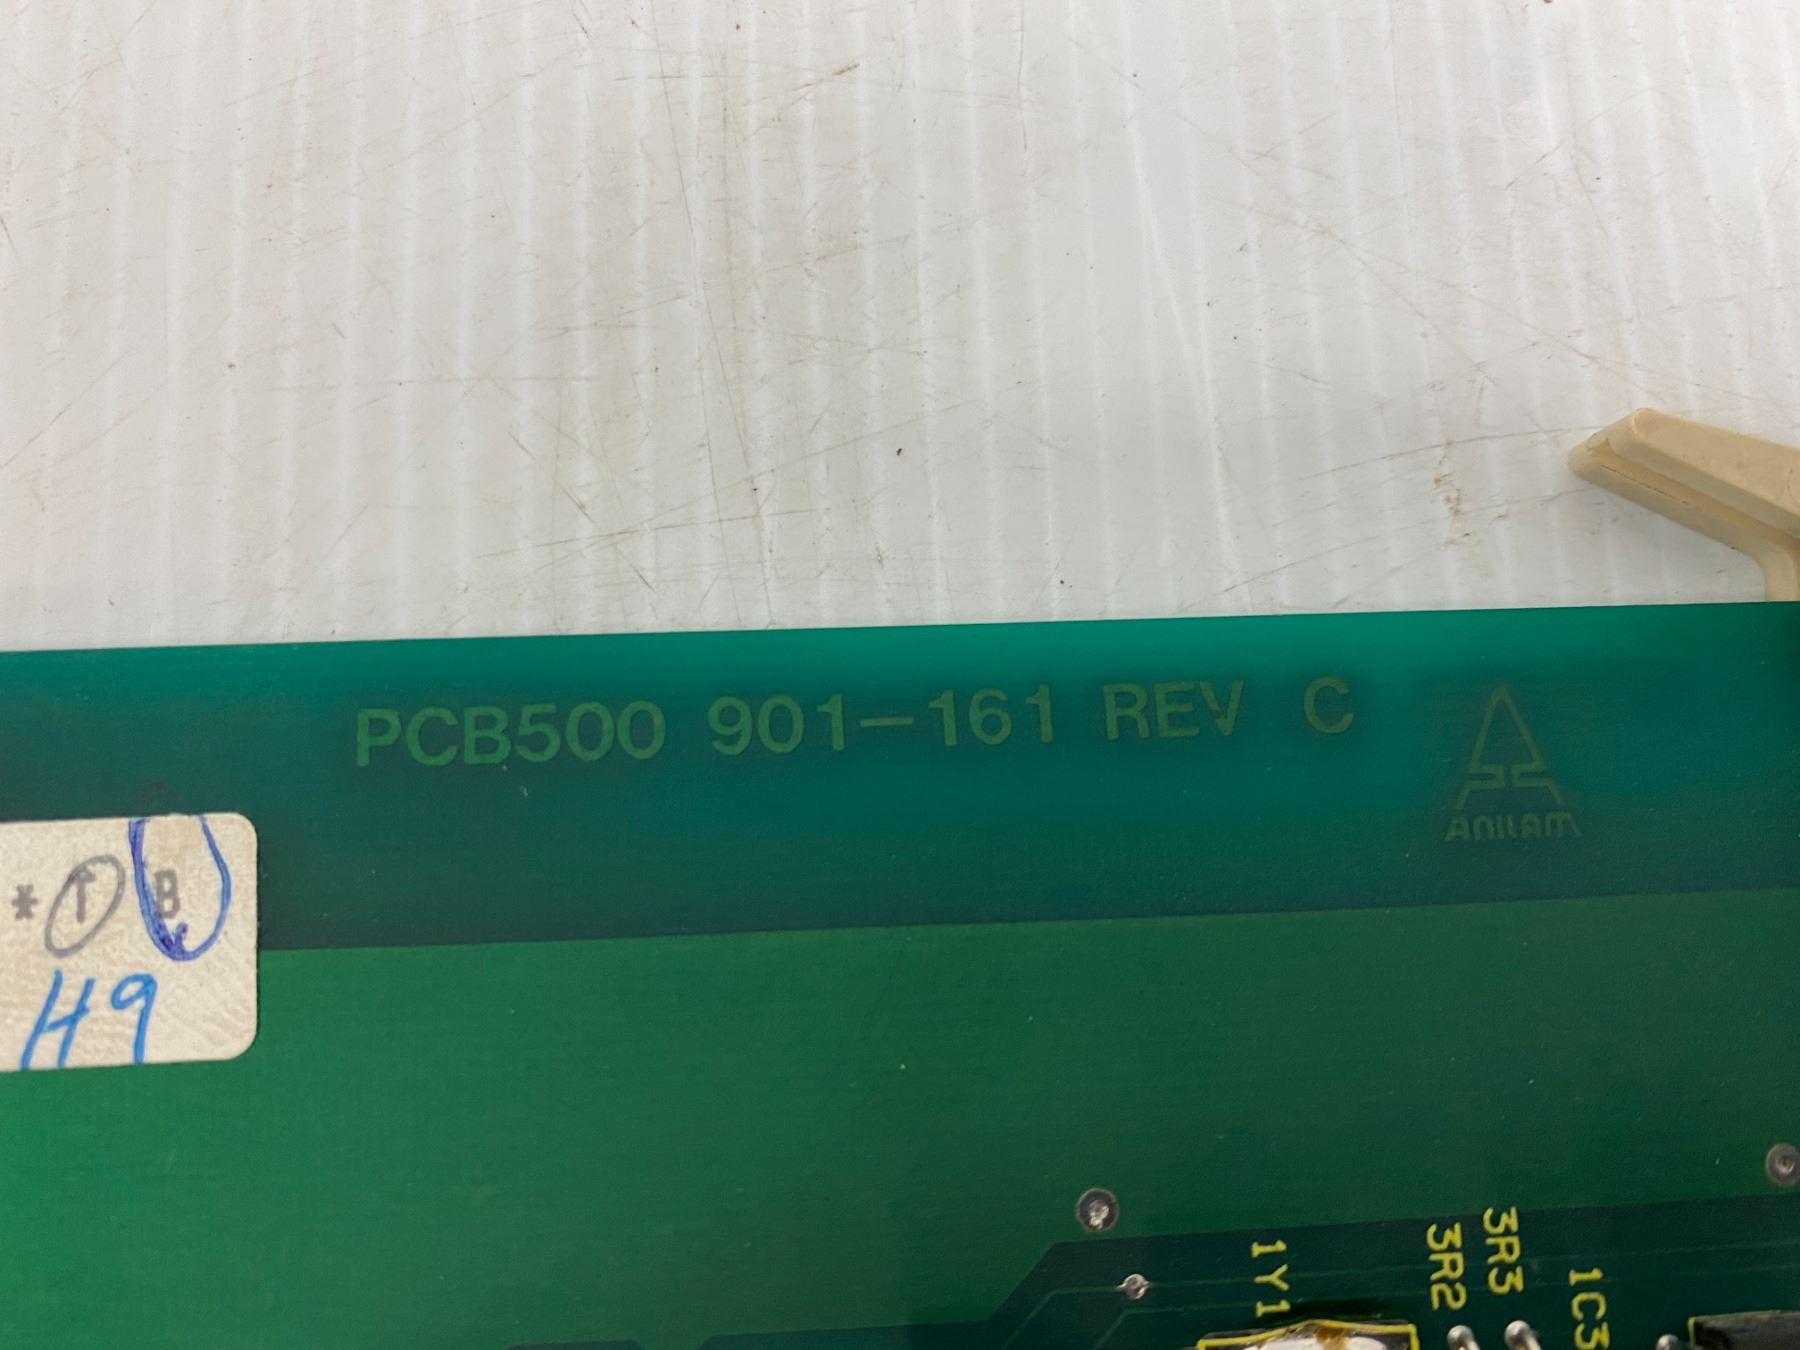 PCB500 901-161 REV C
ANILAM
* ↑ B
H9
1Y1
3R2
3R3
1C3